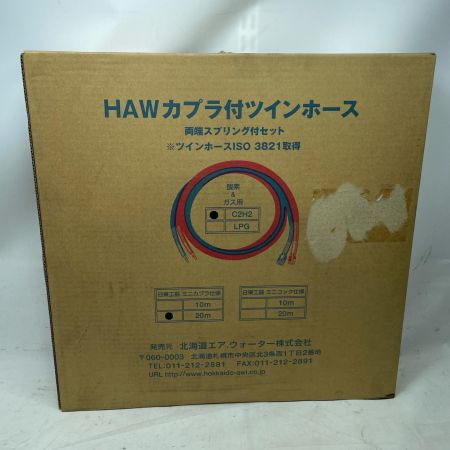 HAWカプラ付ツインホース
両端スプリング付セット
※ツインホースISO 3821取得
酸素
&
ガス用
● C2H2
LPG
日東工器 ミニカプラ仕様
10m
● 20m
日東工器 ミニコック仕様
10m
20m
発売元 北海道エア.ウォーター株式会社
〒060-0003 北海道札幌市中央区北3条西1丁目2番地
TEL:011-212-2881 FAX:011-212-2891
URL http://www.hokkaido-awi.co.jp